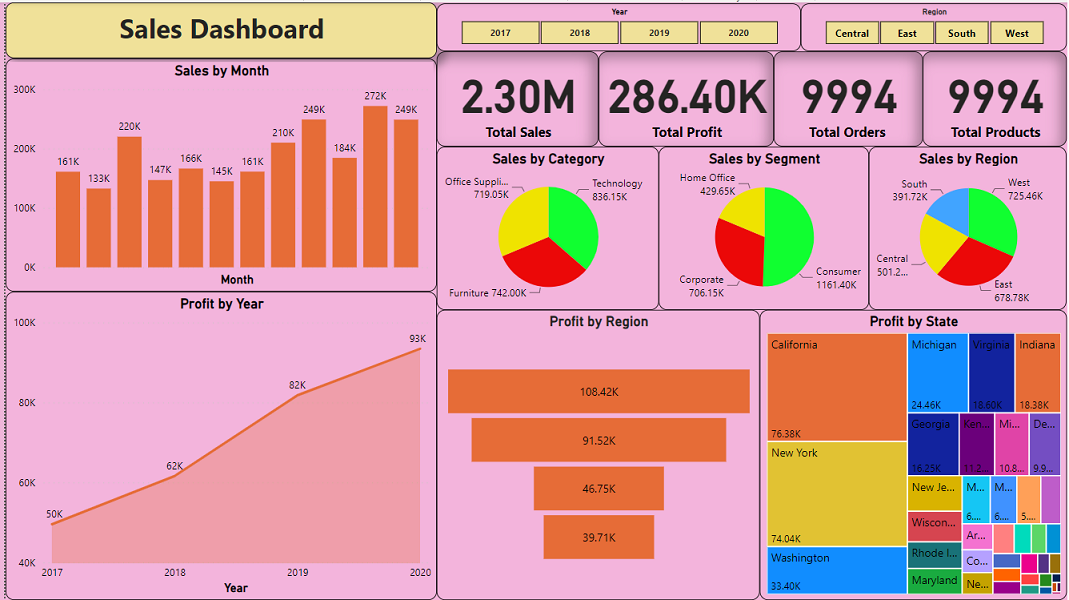 Sales Dashboard
Year
2017 2018 2019 2020
Region
Central East South West
2.30M
Total Sales
286.40K
Total Profit
9994
Total Orders
9994
Total Products
Sales by Month
300K
200K
100K
0K
161K 133K 220K 147K 166K 145K 161K 210K 249K 184K 272K 249K
Month
Sales by Category
Office Suppli...
719.05K
Technology
836.15K
Furniture 742.00K
Sales by Segment
Home Office
429.65K
Corporate
706.15K
Consumer
1161.40K
Sales by Region
South
391.72K
West
725.46K
Central
501.2...
East
678.78K
Profit by Year
100K
80K
60K
40K
50K 62K 82K 93K
2017 2018 2019 2020
Year
Profit by Region
108.42K
91.52K
46.75K
39.71K
Profit by State
California
76.38K
New York
74.04K
Washington
33.40K
Michigan
24.46K
Virginia
18.60K
Indiana
18.38K
Georgia
16.25K
Ken...
11.2...
Mi...
10.8...
De...
9.9...
New Je...
Wiscon...
Rhode I...
Maryland
M...
6....
M...
6....
5....
Ar...
Co...
Ne...